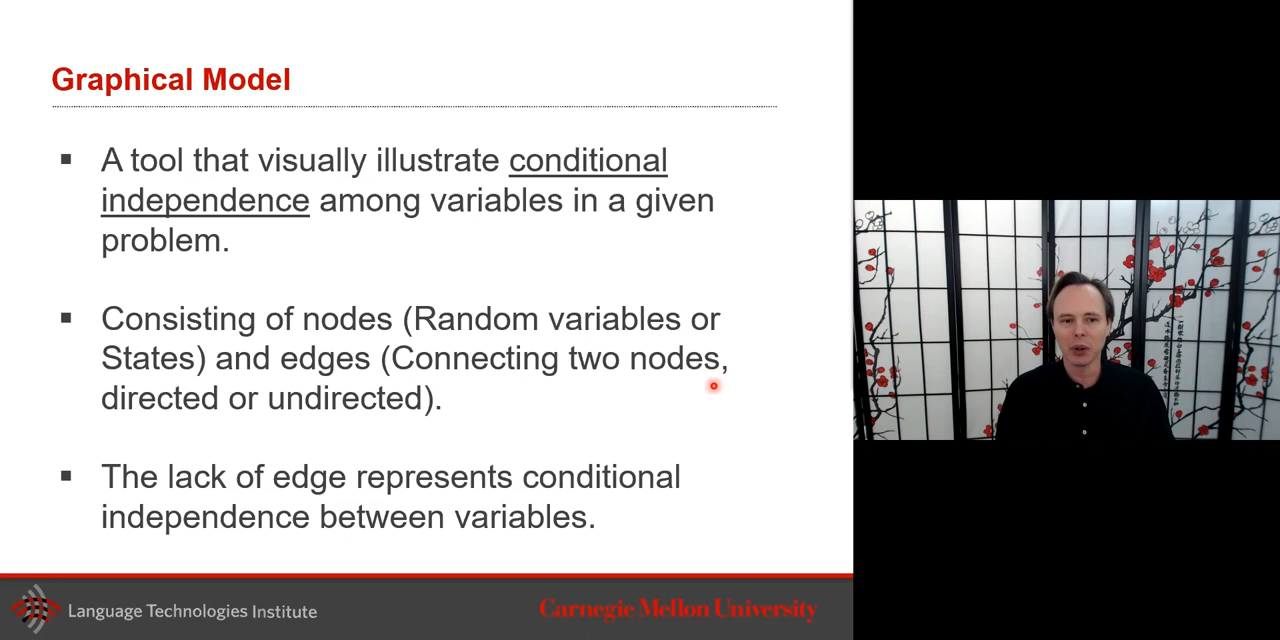 Graphical Model
▪ A tool that visually illustrate conditional
independence among variables in a given
problem.
▪ Consisting of nodes (Random variables or
States) and edges (Connecting two nodes,
directed or undirected).
▪ The lack of edge represents conditional
independence between variables.
Language Technologies Institute
Carnegie Mellon University